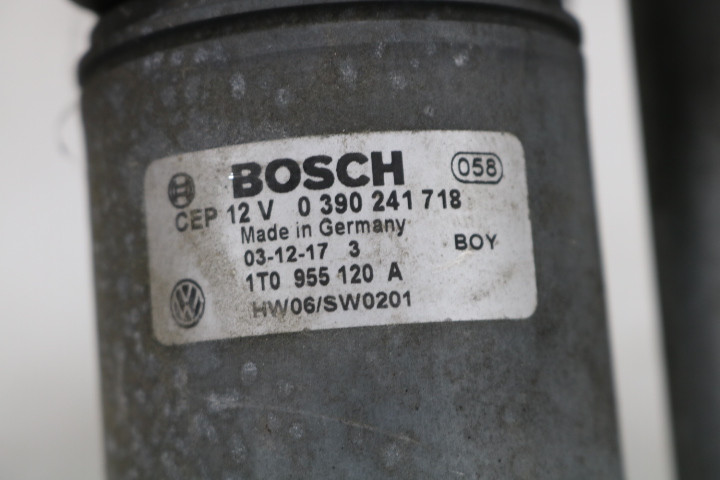 BOSCH 058
CEP 12 V 0 390 241 718
Made in Germany
03-12-17 3 BOY
1T0 955 120 A
HW06/SW0201